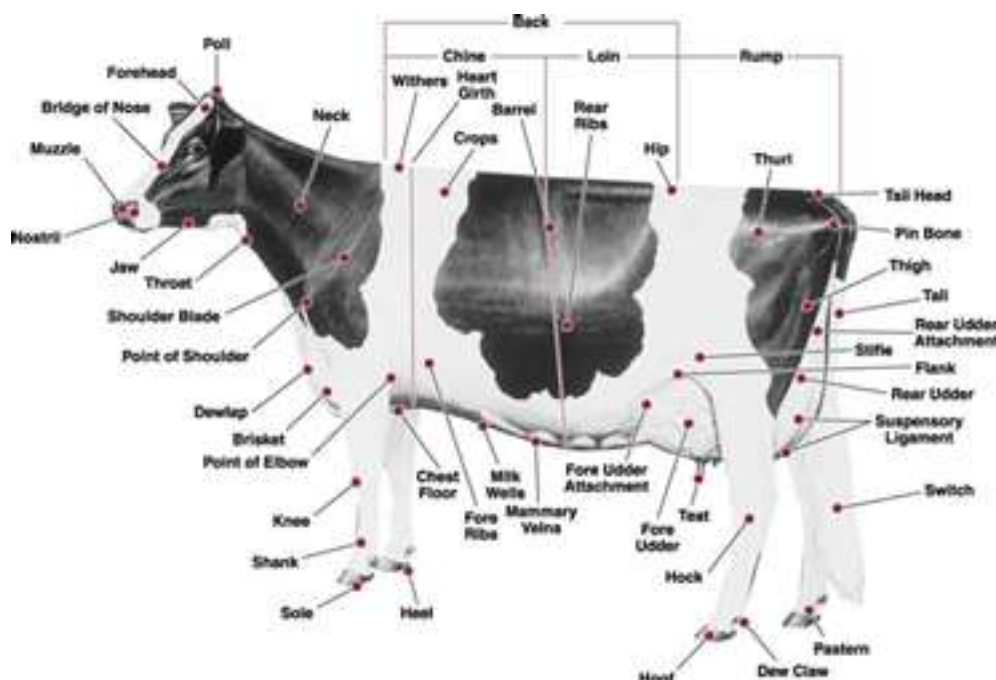 Back
Poll
Chine
Loin
Rump
Forehead
Withers
Heart
Girth
Bridge of Nose
Neck
Barrel
Rear
Ribs
Muzzle
Crops
Hip
Thurl
Tail Head
Nostril
Pin Bone
Jaw
Throat
Thigh
Shoulder Blade
Tail
Point of Shoulder
Rear Udder
Attachment
Stifle
Flank
Dewlap
Rear Udder
Brisket
Suspensory
Ligament
Point of Elbow
Chest
Floor
Milk
Wells
Fore Udder
Attachment
Knee
Fore
Ribs
Mammary
Veins
Teat
Switch
Fore
Udder
Shank
Hock
Sole
Heel
Hoof
Dew Claw
Pastern